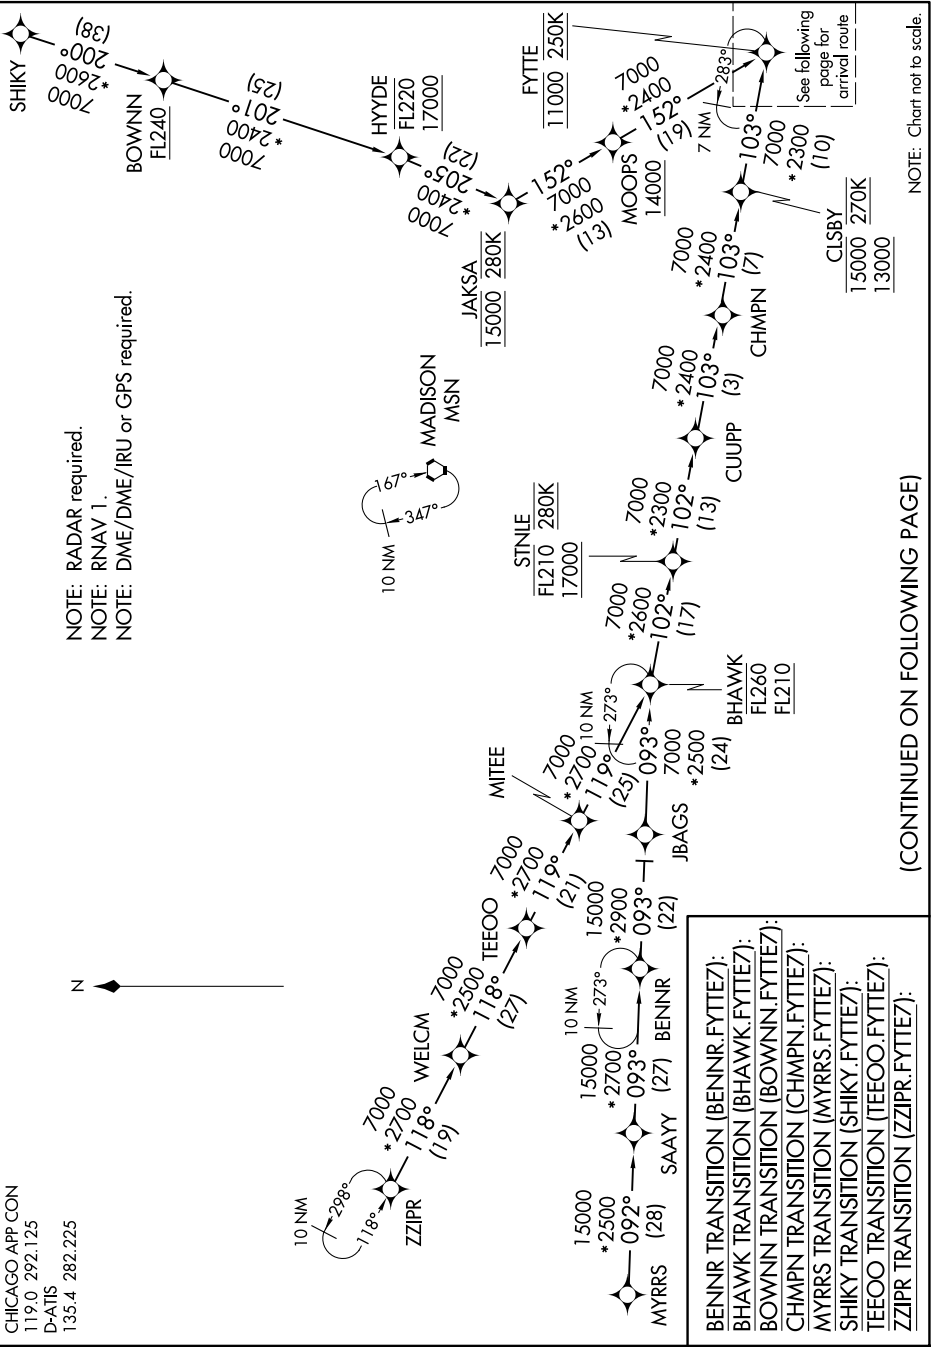 CHICAGO APP CON
119.0 292.125
D-ATIS
135.4 282.225
N
NOTE: RADAR required.
NOTE: RNAV 1.
NOTE: DME/DME/IRU or GPS required.
SHIKY
200°
(38)
*2600
7000
BOWNN
FL240
(25)
201°
*2400
7000
HYYDE
FL220
17000
(22)
205°
*2400
7000
JAKSA
15000 280K
152°
7000
*2600
(13)
MOOPS
14000
7000
*2400
152°
(19)
7 NM
283°
FYTTE
11000 250K
See following
page for
arrival route
MADISON
MSN
167°
347°
10 NM
10 NM
298°
118°
ZZIPR
7000
*2700
118°
(19)
WELCM
7000
*2500
118°
(27)
TEEOO
7000
*2700
119°
(21)
MITEE
7000
*2700
119°
(25)
10 NM
273°
MYRRS
15000
*2500
092°
(28)
SAAYY
15000
*2700
093°
(27)
10 NM
273°
BENNR
15000
*2900
093°
(22)
JBAGS
093°
7000
*2500
(24)
BHAWK
FL260
FL210
7000
*2600
102°
(17)
STNLE
FL210 280K
17000
7000
*2300
102°
(13)
CUUPP
7000
*2400
103°
(3)
CHMPN
7000
*2400
103°
(7)
CLSBY
15000 270K
13000
103°
7000
*2300
(10)
NOTE: Chart not to scale.
(CONTINUED ON FOLLOWING PAGE)
BENNR TRANSITION (BENNR.FYTTE7):
BHAWK TRANSITION (BHAWK.FYTTE7):
BOWNN TRANSITION (BOWNN.FYTTE7):
CHMPN TRANSITION (CHMPN.FYTTE7):
MYRRS TRANSITION (MYRRS.FYTTE7):
SHIKY TRANSITION (SHIKY.FYTTE7):
TEEOO TRANSITION (TEEOO.FYTTE7):
ZZIPR TRANSITION (ZZIPR.FYTTE7):